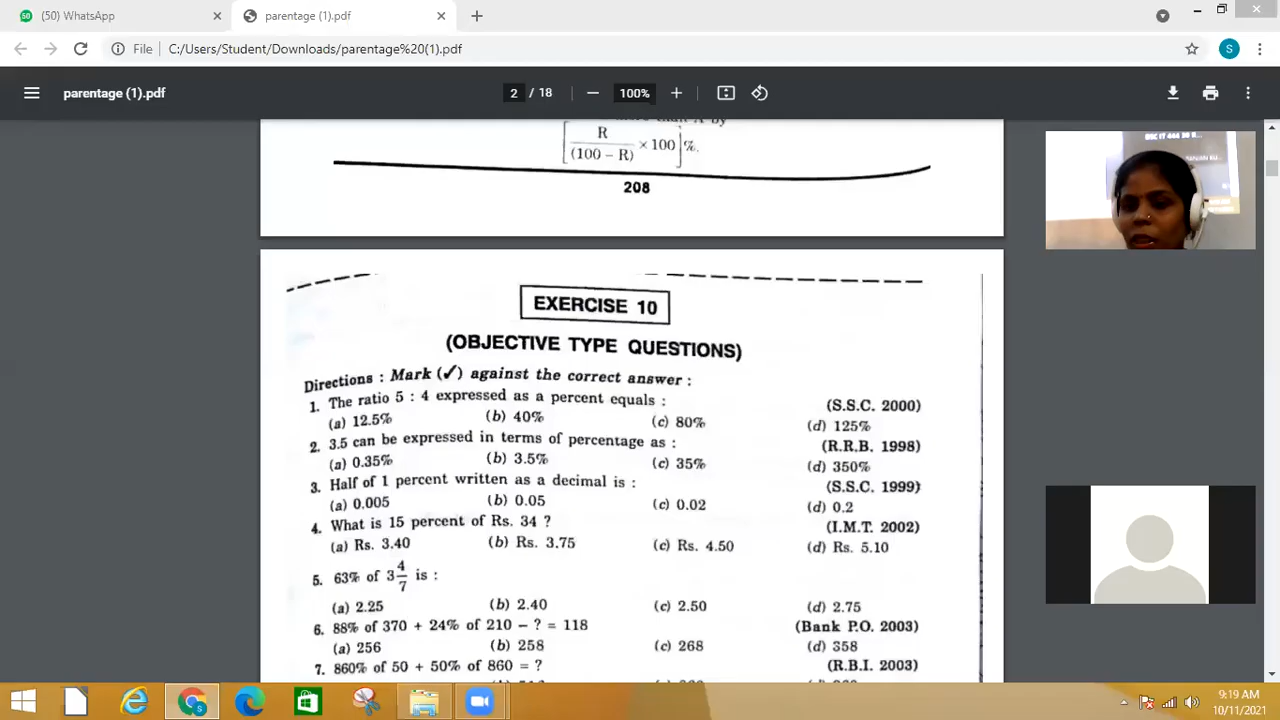 (50) WhatsApp
parentage (1).pdf
File C:/Users/Student/Downloads/parentage%20(1).pdf
S
parentage (1).pdf
2 / 18
100%
A by
[R/(100 – R) × 100]%.
208
EXERCISE 10
(OBJECTIVE TYPE QUESTIONS)
Directions : Mark (✓) against the correct answer :
1. The ratio 5 : 4 expressed as a percent equals : (S.S.C. 2000)
(a) 12.5% (b) 40% (c) 80% (d) 125%
2. 3.5 can be expressed in terms of percentage as : (R.R.B. 1998)
(a) 0.35% (b) 3.5% (c) 35% (d) 350%
3. Half of 1 percent written as a decimal is : (S.S.C. 1999)
(a) 0.005 (b) 0.05 (c) 0.02 (d) 0.2
4. What is 15 percent of Rs. 34 ? (I.M.T. 2002)
(a) Rs. 3.40 (b) Rs. 3.75 (c) Rs. 4.50 (d) Rs. 5.10
5. 63% of 3 4/7 is :
(a) 2.25 (b) 2.40 (c) 2.50 (d) 2.75
6. 88% of 370 + 24% of 210 – ? = 118 (Bank P.O. 2003)
(a) 256 (b) 258 (c) 268 (d) 358
7. 860% of 50 + 50% of 860 = ? (R.B.I. 2003)
9:19 AM
10/11/2021